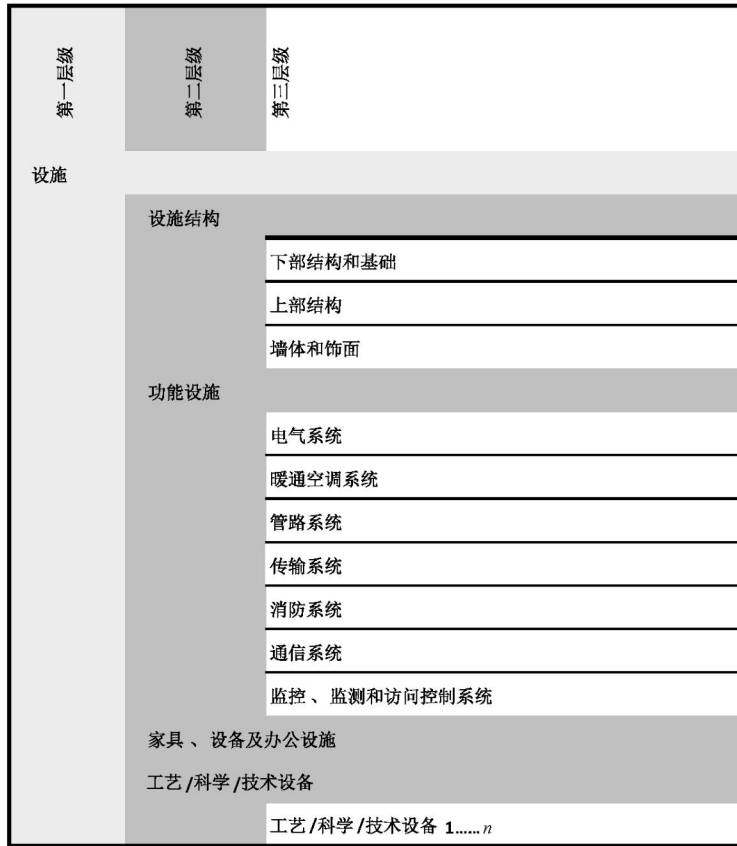 第一层级
第二层级
第三层级
设施
设施结构
下部结构和基础
上部结构
墙体和饰面
功能设施
电气系统
暖通空调系统
管路系统
传输系统
消防系统
通信系统
监控、监测和访问控制系统
家具、设备及办公设施
工艺/科学/技术设备
工艺/科学/技术设备 1……n